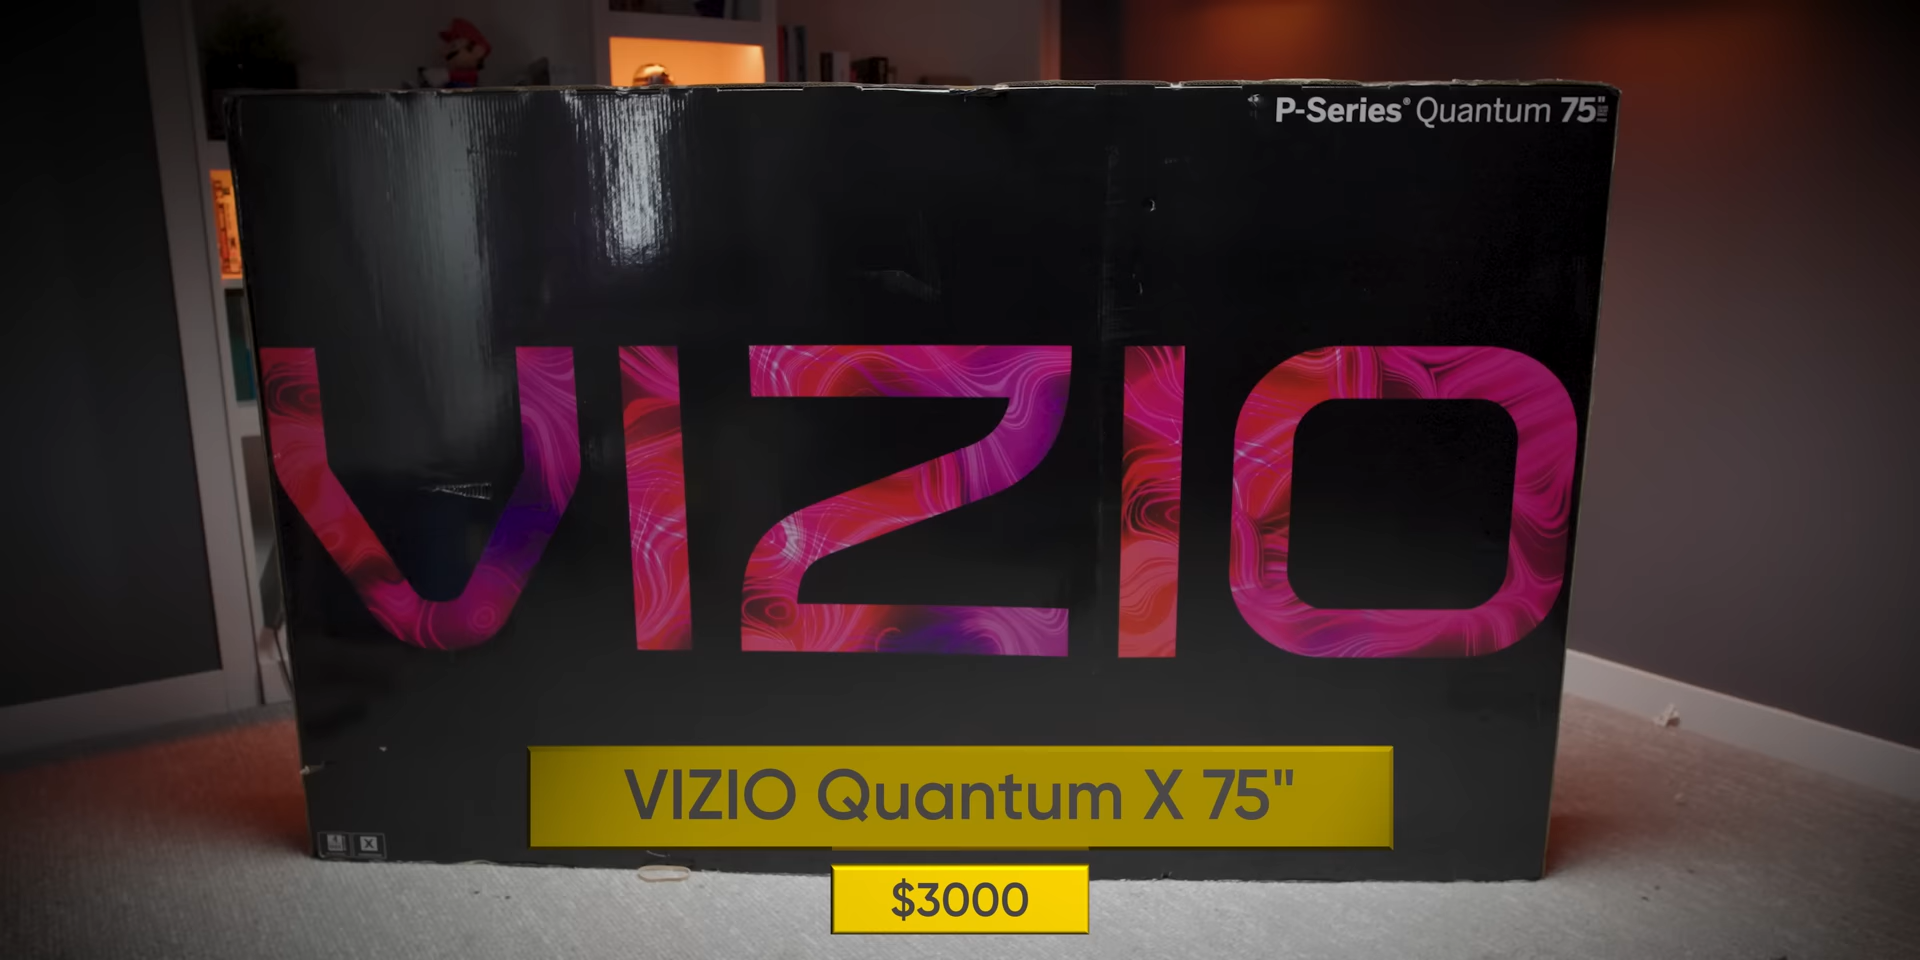 P-Series® Quantum 75"
VIZIO
VIZIO Quantum X 75"
X
$3000